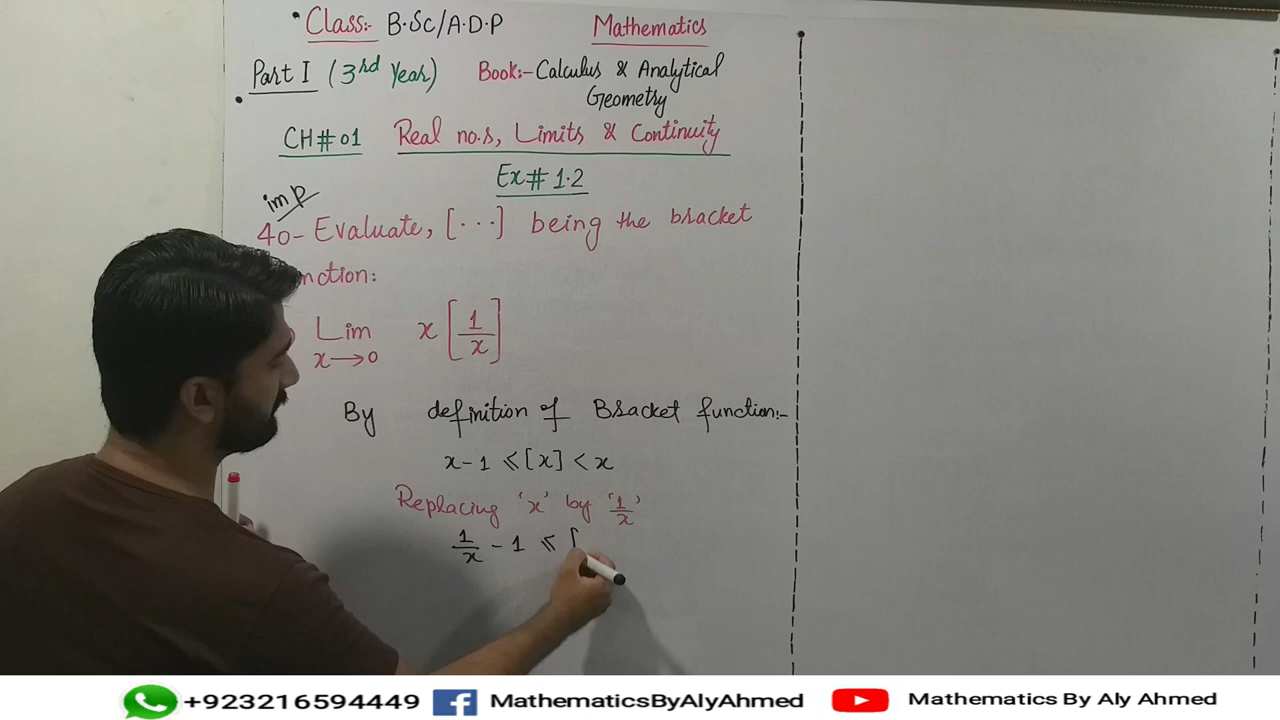 Class:- B.Sc/A.D.P Mathematics
Part I (3rd Year) Book:- Calculus & Analytical
Geometry
CH# 01 Real no.s, Limits & Continuity
Ex# 1.2
imp
40- Evaluate, [...] being the bracket
nction:
Lim x→0 x[1/x]
By definition of Bracket function:-
x-1 ⩽ [x] < x
Replacing 'x' by '1/x'
1/x - 1 ⩽ [
+923216594449 MathematicsByAlyAhmed Mathematics By Aly Ahmed